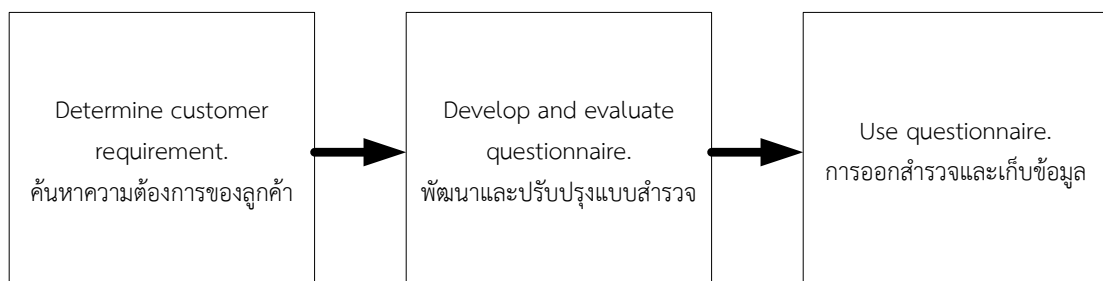 Determine customer
requirement.
ค้นหาความต้องการของลูกค้า
Develop and evaluate
questionnaire.
พัฒนาและปรับปรุงแบบสำรวจ
Use questionnaire.
การออกสำรวจและเก็บข้อมูล